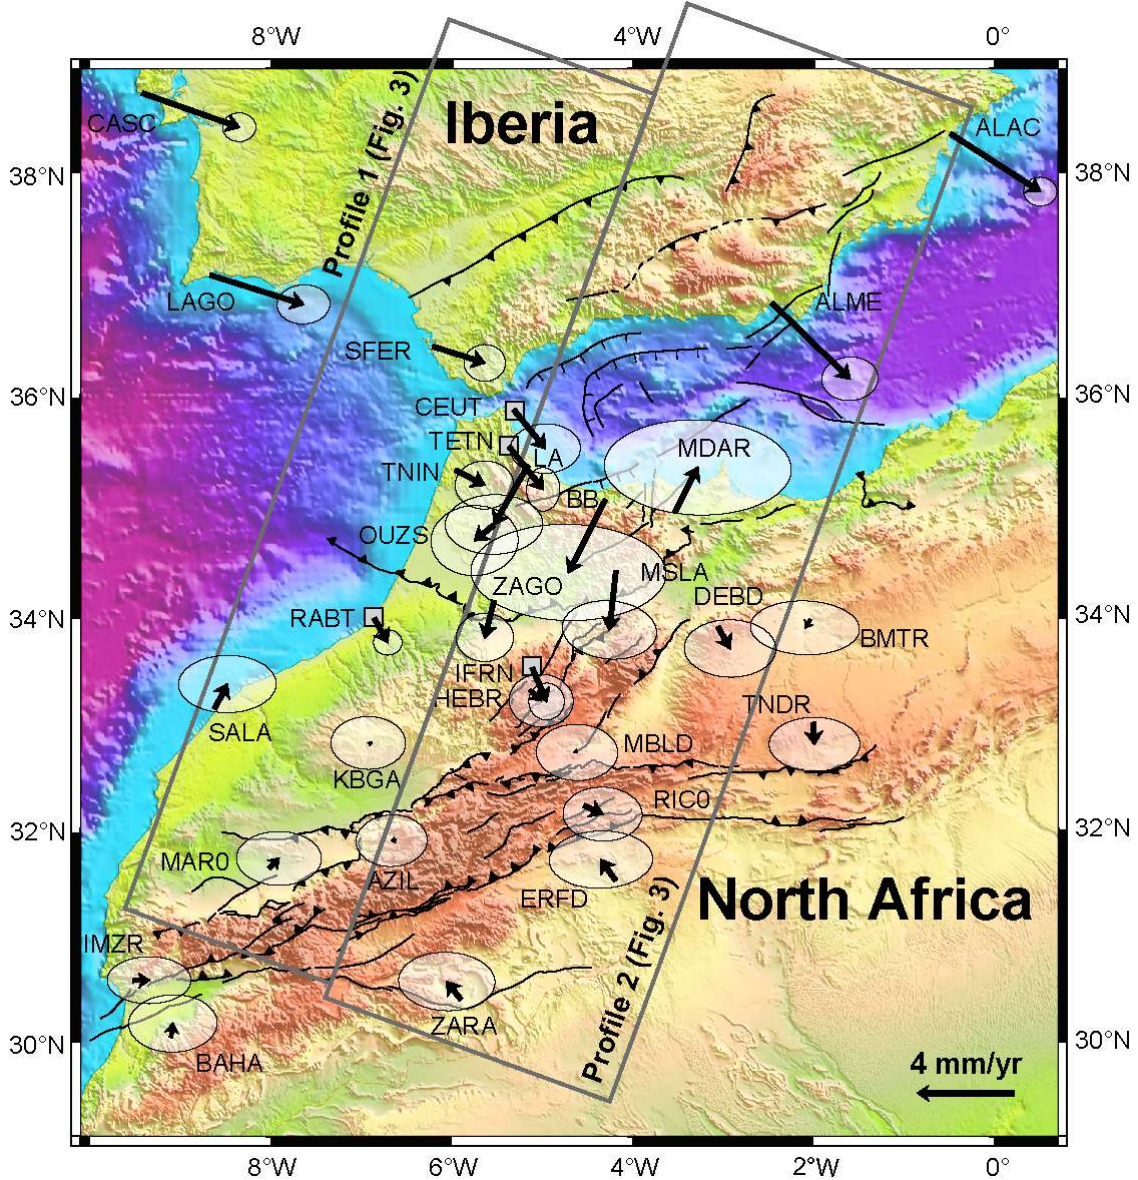 8°W 4°W 0°
Iberia
CASC
ALAC
Profile 1 (Fig. 3)
38°N 38°N
LAGO
ALME
SFER
36°N 36°N
CEUT
TETN
LA
MDAR
TNIN
BB
OUZS
ZAGO
MSLA
DEBD
34°N 34°N
RABT
BMTR
IFRN
HEBR
TNDR
SALA
MBLD
KBGA
RIC0
32°N 32°N
MAR0
AZIL
ERFD
North Africa
IMZR
Profile 2 (Fig. 3)
ZARA
30°N 30°N
BAHA
4 mm/yr
8°W 6°W 4°W 2°W 0°